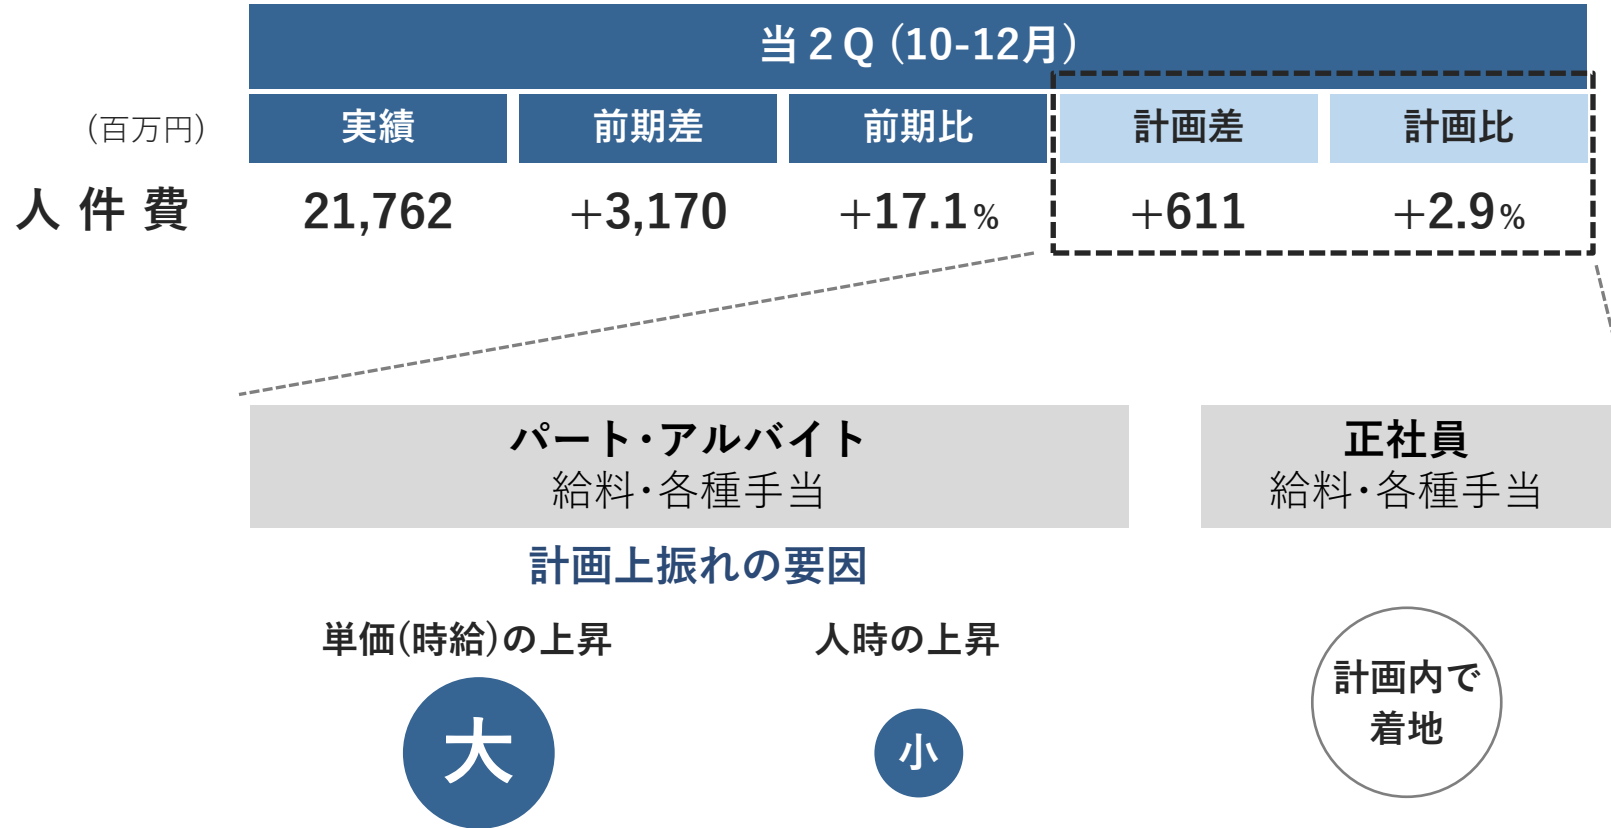 当2Q (10-12月)
(百万円) 実績 前期差 前期比 計画差 計画比
人件費 21,762 +3,170 +17.1% +611 +2.9%
パート・アルバイト 正社員
給料・各種手当 給料・各種手当
計画上振れの要因
単価(時給)の上昇 人時の上昇
大 小
計画内で
着地